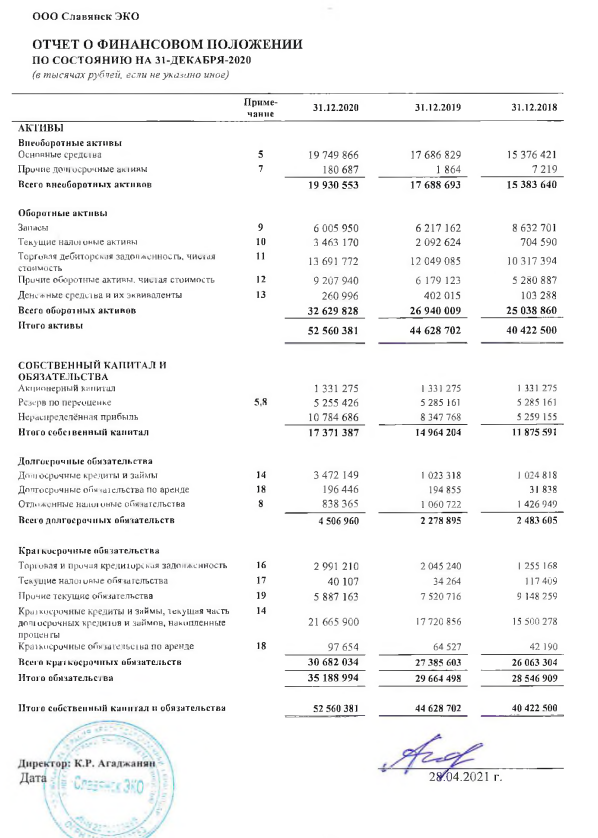 ООО Славянск ЭКО
ОТЧЕТ О ФИНАНСОВОМ ПОЛОЖЕНИИ
ПО СОСТОЯНИЮ НА 31-ДЕКАБРЯ-2020
(в тысячах рублей, если не указано иное)
Приме-чание 31.12.2020 31.12.2019 31.12.2018
АКТИВЫ
Внеоборотные активы
Основные средства 5 19 749 866 17 686 829 15 376 421
Прочие долгосрочные активы 7 180 687 1 864 7 219
Всего внеоборотных активов 19 930 553 17 688 693 15 383 640
Оборотные активы
Запасы 9 6 005 950 6 217 162 8 632 701
Текущие налоговые активы 10 3 463 170 2 092 624 704 590
Торговая дебиторская задолженность, чистая 11
стоимость 13 691 772 12 049 085 10 317 394
Прочие оборотные активы, чистая стоимость 12 9 207 940 6 179 123 5 280 887
Денежные средства и их эквиваленты 13 260 996 402 015 103 288
Всего оборотных активов 32 629 828 26 940 009 25 038 860
Итого активы 52 560 381 44 628 702 40 422 500
СОБСТВЕННЫЙ КАПИТАЛ И
ОБЯЗАТЕЛЬСТВА
Акционерный капитал 1 331 275 1 331 275 1 331 275
Резерв по переоценке 5,8 5 255 426 5 285 161 5 285 161
Нераспределённая прибыль 10 784 686 8 347 768 5 259 155
Итого собственный капитал 17 371 387 14 964 204 11 875 591
Долгосрочные обязательства
Долгосрочные кредиты и займы 14 3 472 149 1 023 318 1 024 818
Долгосрочные обязательства по аренде 18 196 446 194 855 31 838
Отложенные налоговые обязательства 8 838 365 1 060 722 1 426 949
Всего долгосрочных обязательств 4 506 960 2 278 895 2 483 605
Краткосрочные обязательства
Торговая и прочая кредиторская задолженность 16 2 991 210 2 045 240 1 255 168
Текущие налоговые обязательства 17 40 107 34 264 117 409
Прочие текущие обязательства 19 5 887 163 7 520 716 9 148 259
Краткосрочные кредиты и займы, текущая часть 14
долгосрочных кредитов и займов, накопленные 21 665 900 17 720 856 15 500 278
проценты
Краткосрочные обязательства по аренде 18 97 654 64 527 42 190
Всего краткосрочных обязательств 30 682 034 27 385 603 26 063 304
Итого обязательства 35 188 994 29 664 498 28 546 909
Итого собственный капитал и обязательства 52 560 381 44 628 702 40 422 500
Директор: К.Р. Агаджанян
Дата 28.04.2021 г.
Славянск ЭКО